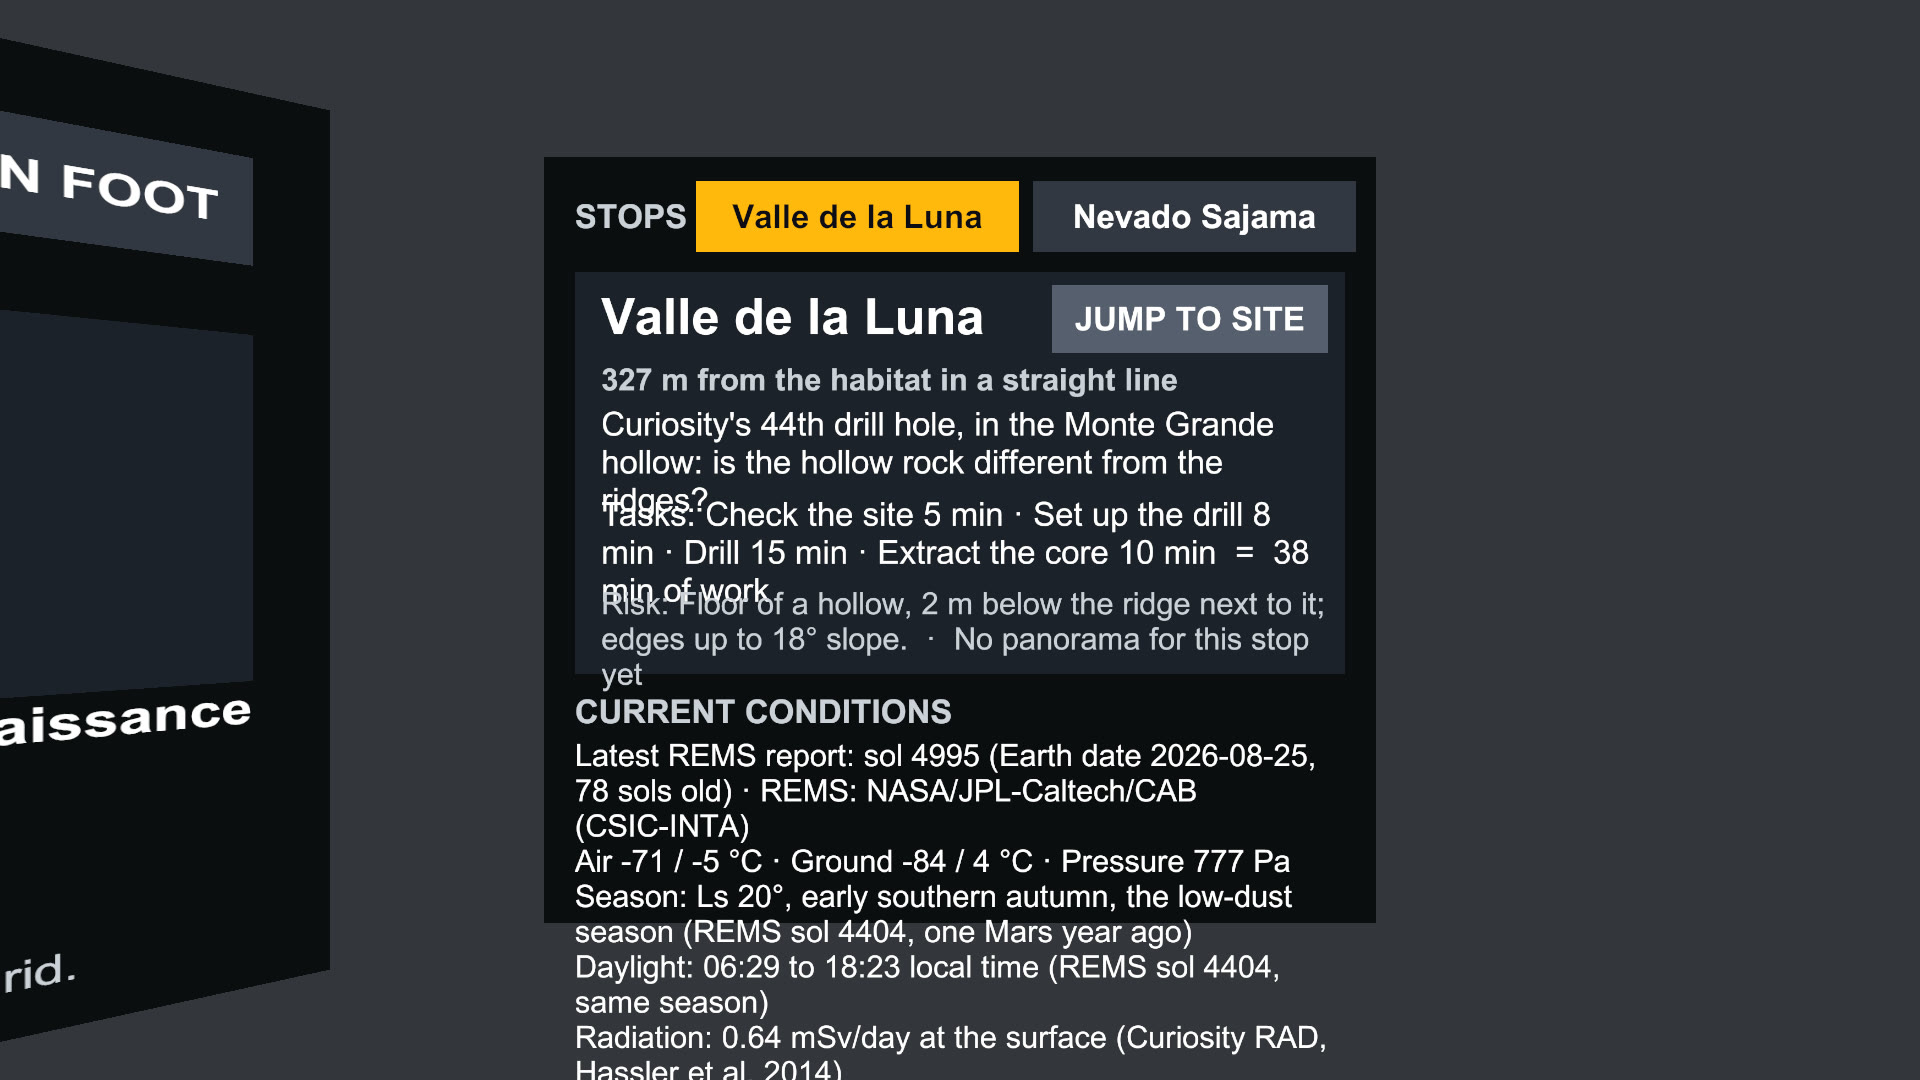 N FOOT
aissance
rid.
STOPS Valle de la Luna Nevado Sajama
Valle de la Luna JUMP TO SITE
327 m from the habitat in a straight line
Curiosity's 44th drill hole, in the Monte Grande
hollow: is the hollow rock different from the
ridges?
Tasks: Check the site 5 min · Set up the drill 8
min · Drill 15 min · Extract the core 10 min = 38
min of work
Risk: Floor of a hollow, 2 m below the ridge next to it;
edges up to 18° slope. · No panorama for this stop
yet
CURRENT CONDITIONS
Latest REMS report: sol 4995 (Earth date 2026-08-25,
78 sols old) · REMS: NASA/JPL-Caltech/CAB
(CSIC-INTA)
Air -71 / -5 °C · Ground -84 / 4 °C · Pressure 777 Pa
Season: Ls 20°, early southern autumn, the low-dust
season (REMS sol 4404, one Mars year ago)
Daylight: 06:29 to 18:23 local time (REMS sol 4404,
same season)
Radiation: 0.64 mSv/day at the surface (Curiosity RAD,
Hassler et al. 2014)